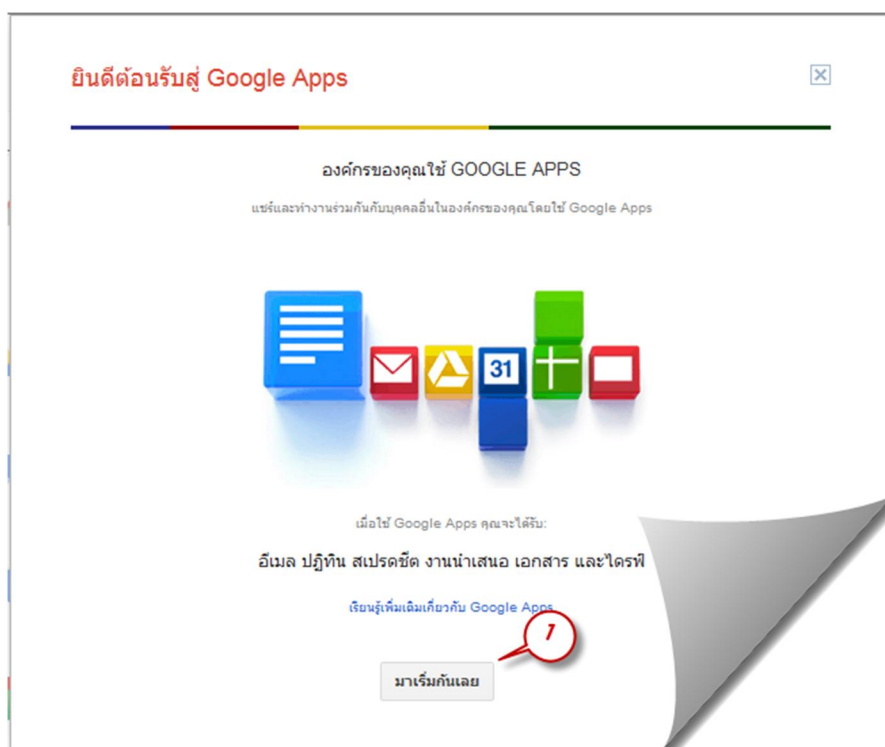 ยินดีต้อนรับสู่ Google Apps
องค์กรของคุณใช้ GOOGLE APPS
แชร์และทำงานร่วมกันกับบุคคลอื่นในองค์กรของคุณโดยใช้ Google Apps
31
เมื่อใช้ Google Apps คุณจะได้รับ:
อีเมล ปฏิทิน สเปรดชีต งานนำเสนอ เอกสาร และไดรฟ์
เรียนรู้เพิ่มเติมเกี่ยวกับ Google Apps
1
มาเริ่มกันเลย